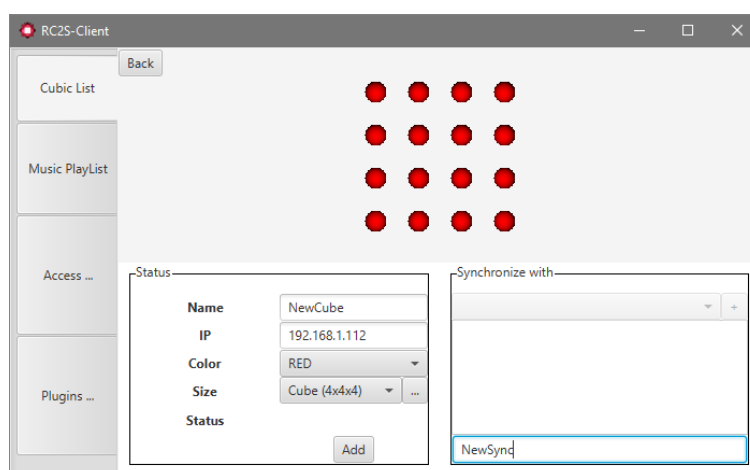 RC2S-Client
Back
Cubic List
Music PlayList
Access ...
Plugins ...
Status
Name NewCube
IP 192.168.1.112
Color RED
Size Cube (4x4x4) ...
Status
Add
Synchronize with
+
NewSync